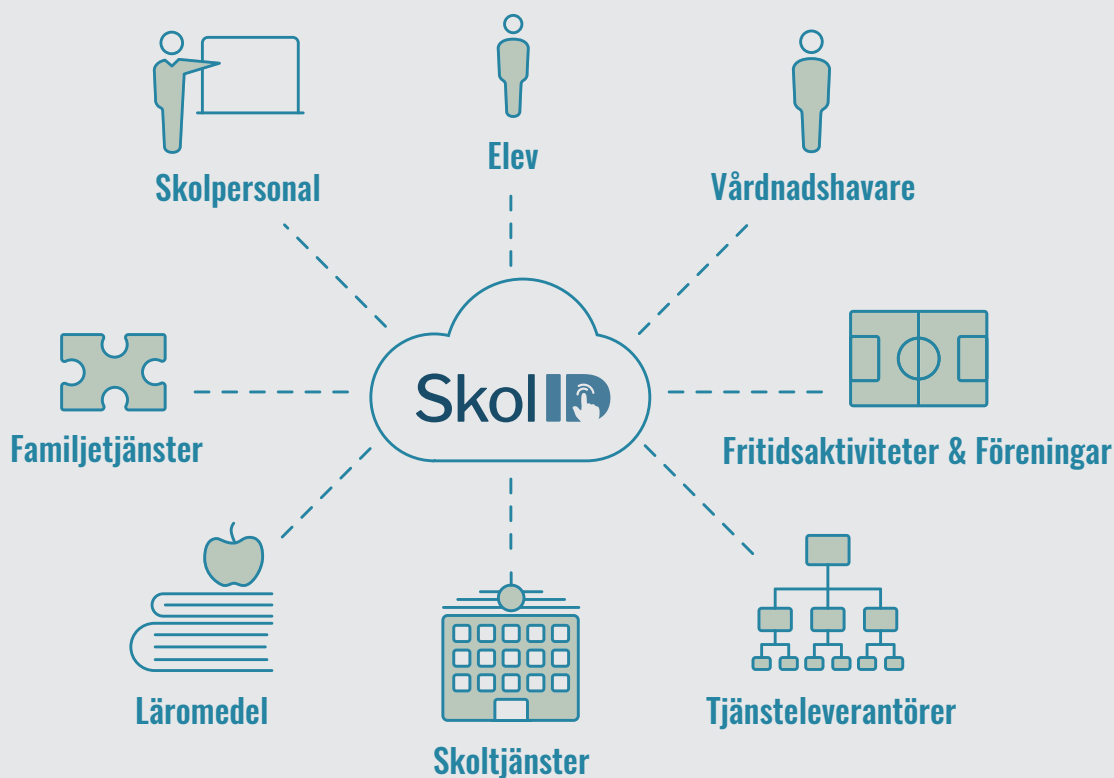 Skolpersonal
Elev
Vårdnadshavare
Familjetjänster
SkolID
Fritidsaktiviteter & Föreningar
Läromedel
Skoltjänster
Tjänsteleverantörer